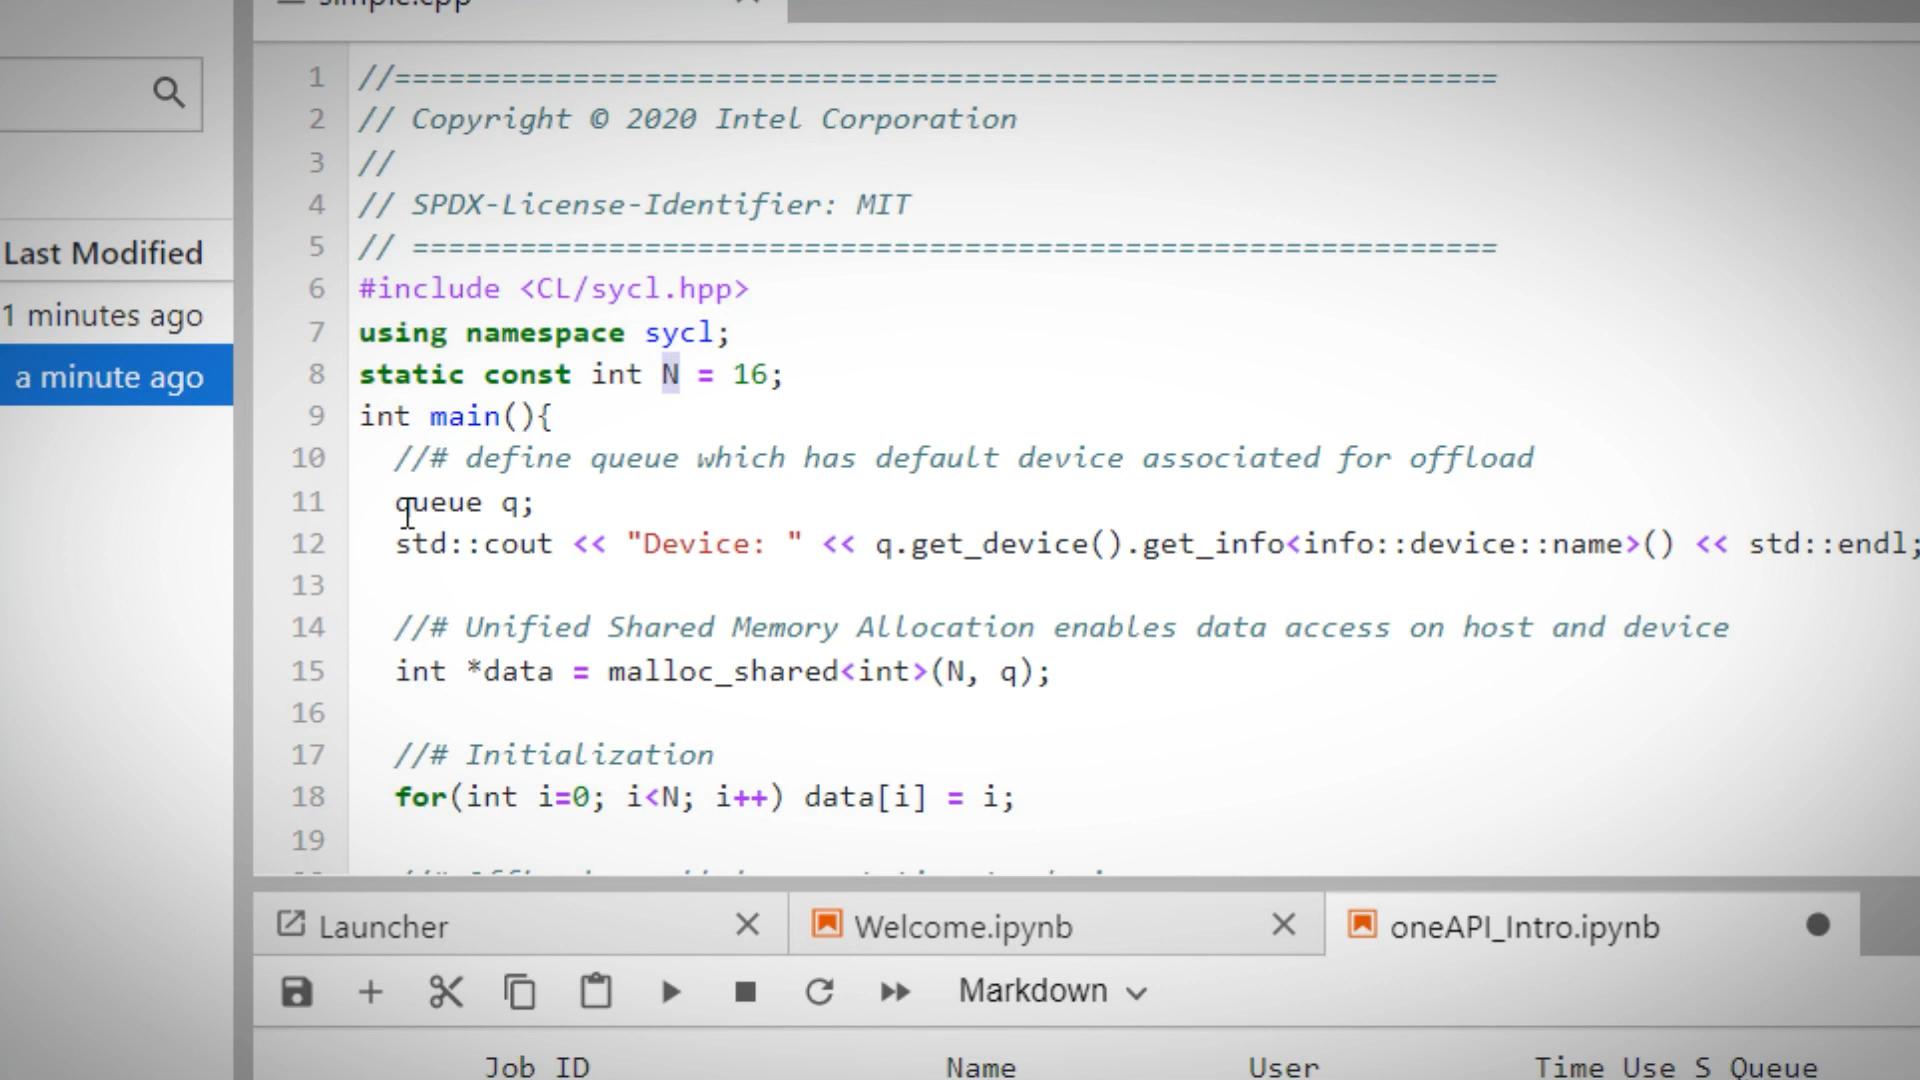 simple.cpp
1 //==============================================================
2 // Copyright © 2020 Intel Corporation
3 //
4 // SPDX-License-Identifier: MIT
5 // =============================================================
6 #include <CL/sycl.hpp>
7 using namespace sycl;
8 static const int N = 16;
9 int main(){
10 //# define queue which has default device associated for offload
11 queue q;
12 std::cout << "Device: " << q.get_device().get_info<info::device::name>() << std::endl;
13
14 //# Unified Shared Memory Allocation enables data access on host and device
15 int *data = malloc_shared<int>(N, q);
16
17 //# Initialization
18 for(int i=0; i<N; i++) data[i] = i;
19
Last Modified
1 minutes ago
a minute ago
Launcher
Welcome.ipynb
oneAPI_Intro.ipynb
Markdown
Job ID Name User Time Use S Queue